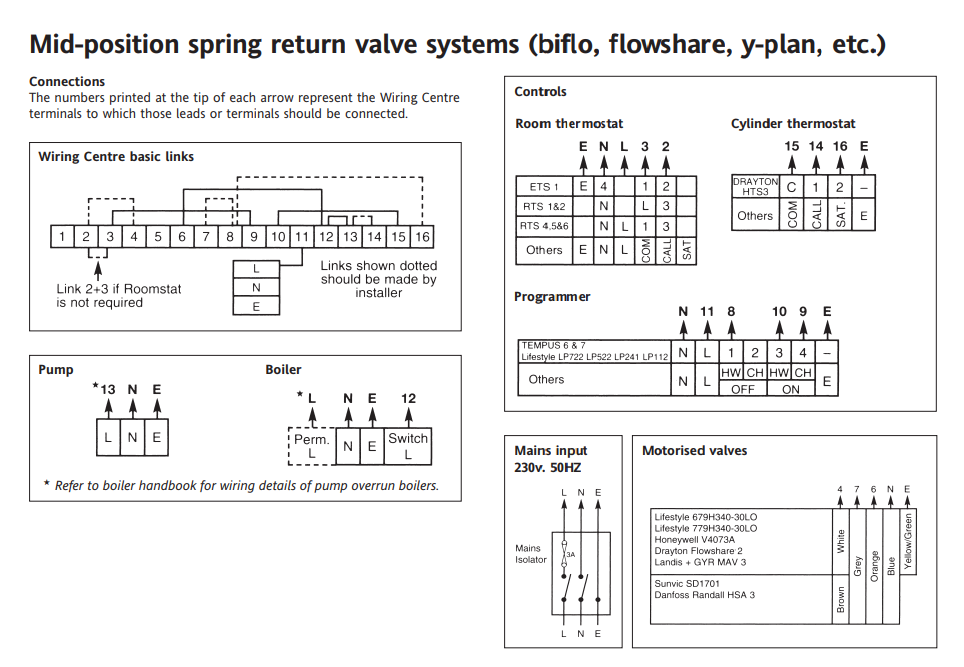 Mid-position spring return valve systems (biflo, flowshare, y-plan, etc.)
Connections
The numbers printed at the tip of each arrow represent the Wiring Centre
terminals to which those leads or terminals should be connected.
Wiring Centre basic links
1 2 3 4 5 6 7 8 9 10 11 12 13 14 15 16
Link 2+3 if Roomstat
is not required
L
N
E
Links shown dotted
should be made by
installer
Pump
*13 N E
L N E
Boiler
* L N E 12
Perm. L N E Switch L
* Refer to boiler handbook for wiring details of pump overrun boilers.
Controls
Room thermostat
E N L 3 2
ETS 1 E 4 1 2
RTS 1&2 N L 3
RTS 4,5&6 N L 1 3
Others E N L COM CALL SAT
Cylinder thermostat
15 14 16 E
DRAYTON
HTS3 C 1 2 –
Others COM CALL SAT. E
Programmer
N 11 8 10 9 E
TEMPUS 6 & 7
Lifestyle LP722 LP522 LP241 LP112 N L 1 2 3 4 –
Others N L HW CH HW CH E
OFF ON
Mains input
230v. 50HZ
L N E
Mains
Isolator
3A
L N E
Motorised valves
4 7 6 N E
Lifestyle 679H340-30LO
Lifestyle 779H340-30LO
Honeywell V4073A
Drayton Flowshare 2
Landis + GYR MAV 3
White
Grey
Orange
Blue
Yellow/Green
Sunvic SD1701
Danfoss Randall HSA 3
Brown